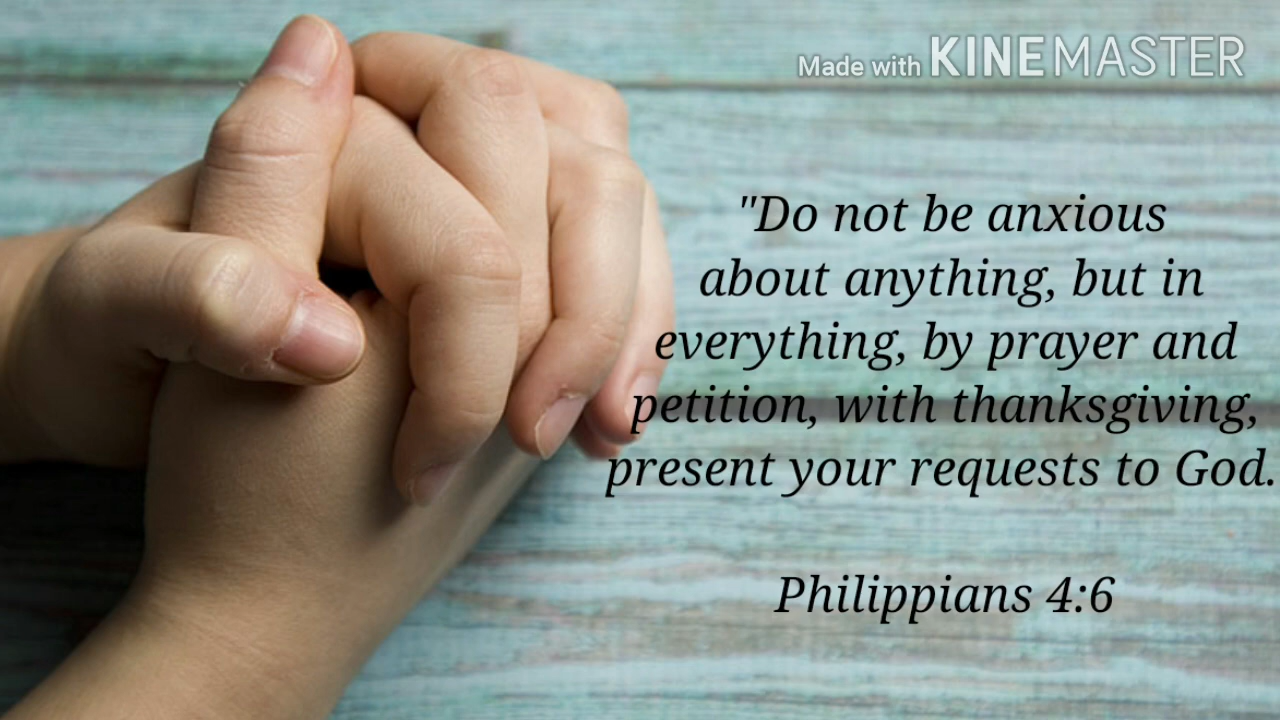 Made with KINEMASTER
"Do not be anxious
about anything, but in
everything, by prayer and
petition, with thanksgiving,
present your requests to God.
Philippians 4:6